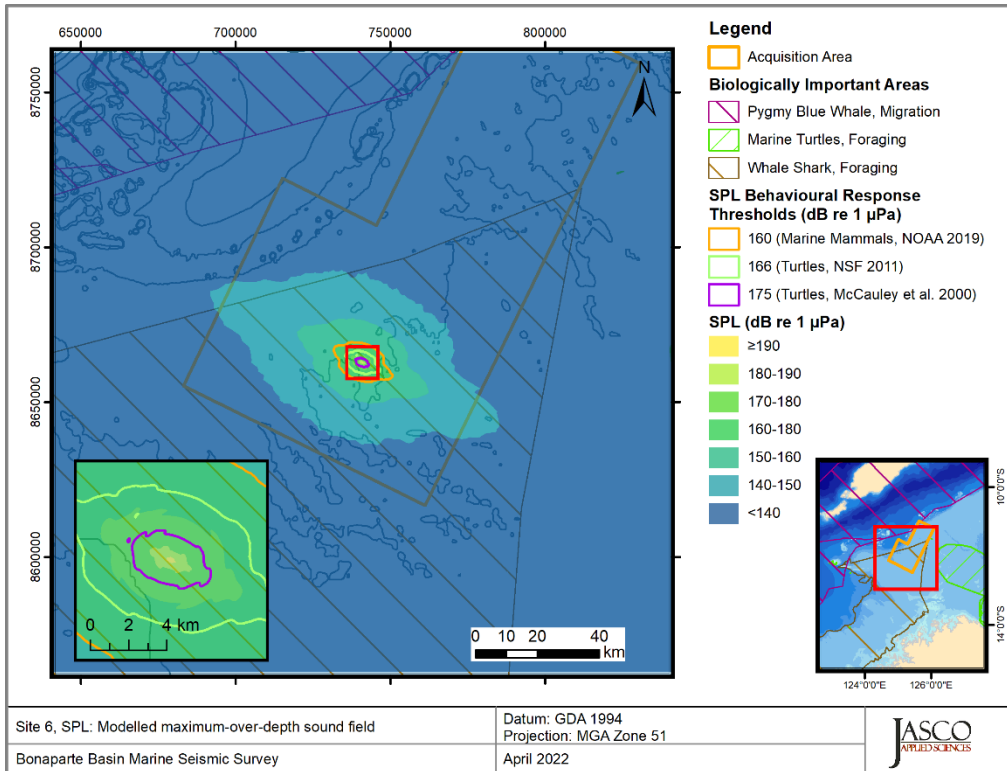 650000 700000 750000 800000
8750000
8700000
8650000
8600000
N
0 2 4 km
0 10 20 40
km
Legend
Acquisition Area
Biologically Important Areas
Pygmy Blue Whale, Migration
Marine Turtles, Foraging
Whale Shark, Foraging
SPL Behavioural Response
Thresholds (dB re 1 µPa)
160 (Marine Mammals, NOAA 2019)
166 (Turtles, NSF 2011)
175 (Turtles, McCauley et al. 2000)
SPL (dB re 1 µPa)
≥190
180-190
170-180
160-180
150-160
140-150
<140
10°0'0"S
14°0'0"S
124°0'0"E 126°0'0"E
Site 6, SPL: Modelled maximum-over-depth sound field
Bonaparte Basin Marine Seismic Survey
Datum: GDA 1994
Projection: MGA Zone 51
April 2022
JASCO
APPLIED SCIENCES